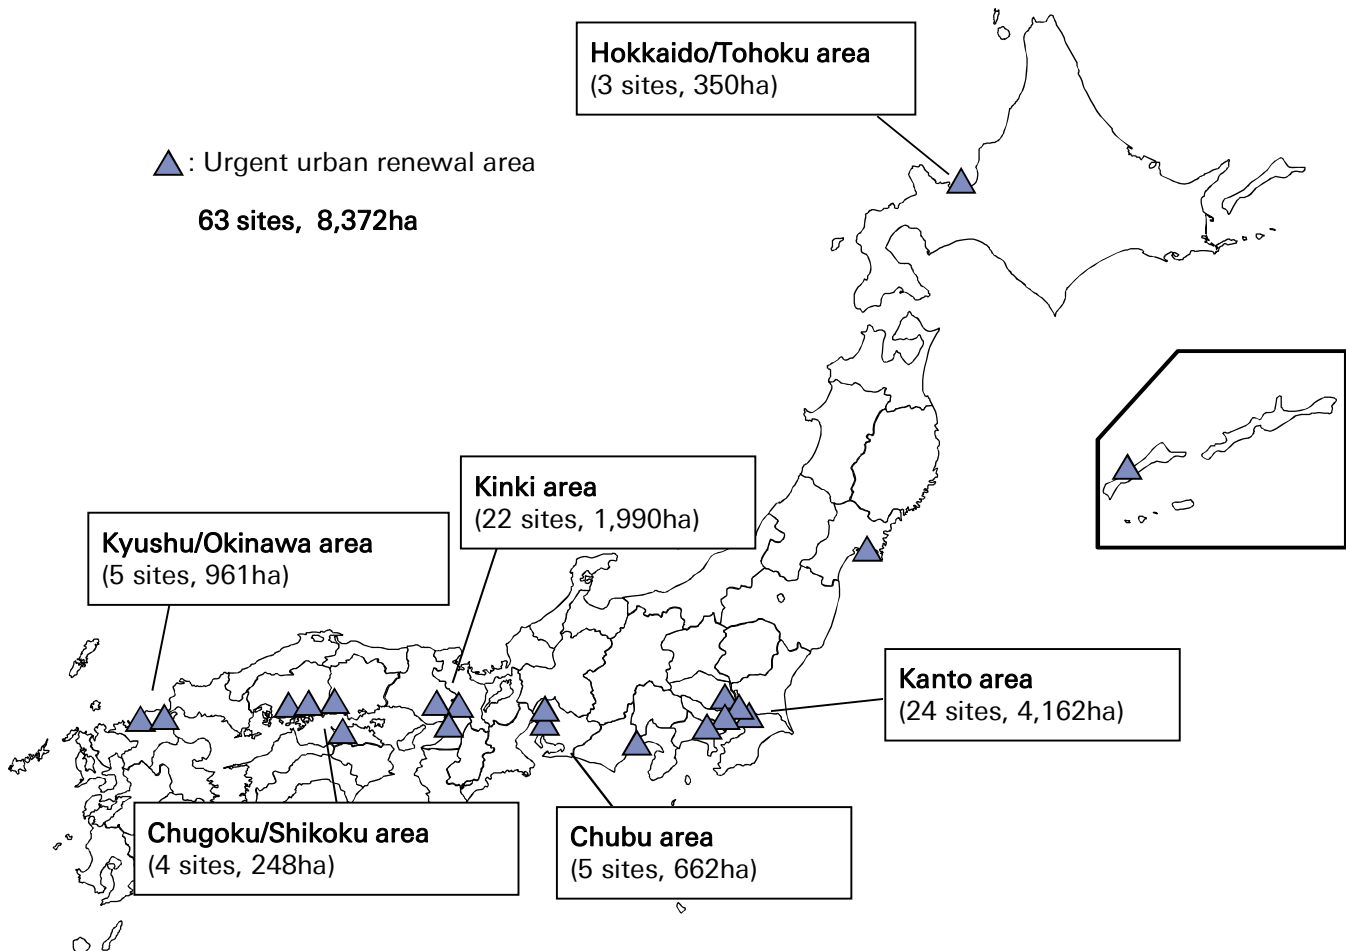 Hokkaido/Tohoku area
(3 sites, 350ha)
: Urgent urban renewal area
63 sites, 8,372ha
Kinki area
(22 sites, 1,990ha)
Kyushu/Okinawa area
(5 sites, 961ha)
Kanto area
(24 sites, 4,162ha)
Chugoku/Shikoku area
(4 sites, 248ha)
Chubu area
(5 sites, 662ha)